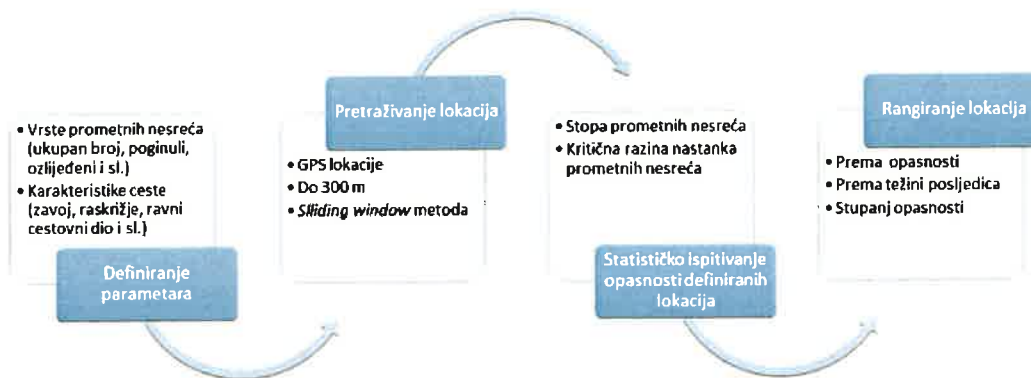 • Vrste prometnih nesreća
(ukupan broj, poginuli,
ozlijeđeni i sl.)
• Karakteristike ceste
(zavoj, raskrižje, ravni
cestovni dio i sl.)
Definiranje
parametara
Pretraživanje lokacija
• GPS lokacije
• Do 300 m
• Slliding window metoda
• Stopa prometnih nesreća
• Kritična razina nastanka
prometnih nesreća
Statističko ispitivanje
opasnosti definiranih
lokacija
Rangiranje lokacija
• Prema opasnosti
• Prema težini posljedica
• Stupanj opasnosti